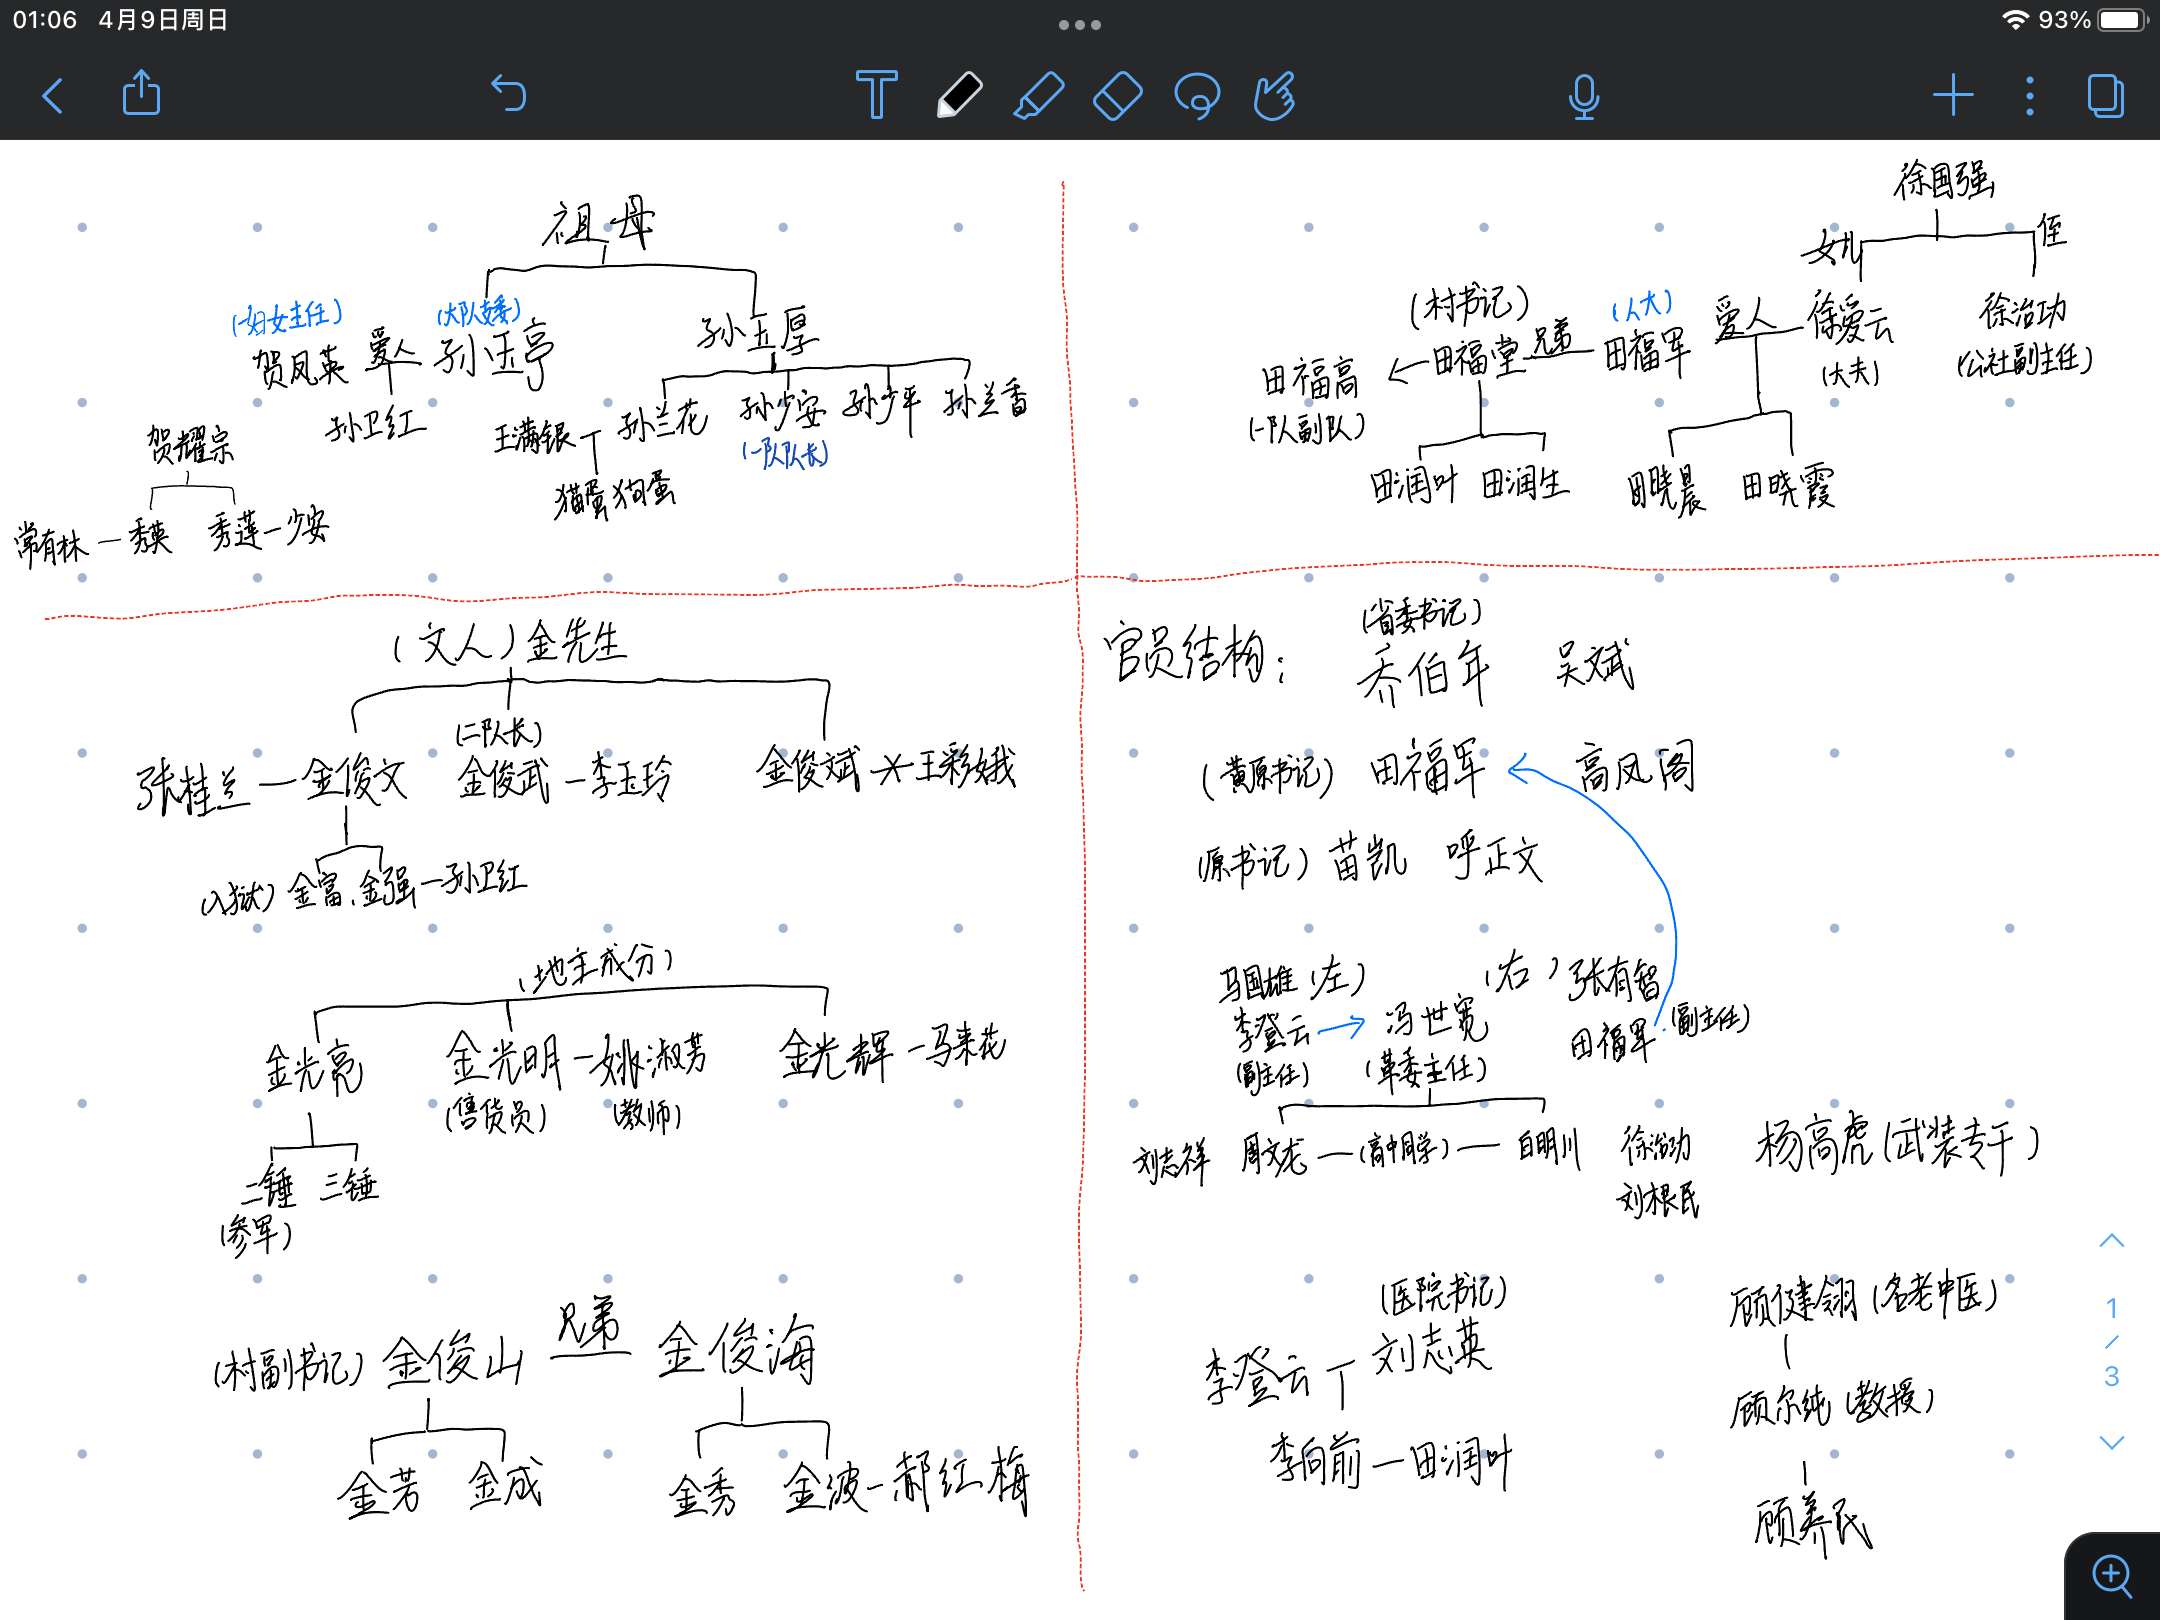 01:06 4月9日周日 93%
祖母
(妇女主任) (大队支委)
贺凤英 爱人 孙玉亭 孙玉厚
孙卫红
王满银 孙兰花 孙少安 孙少平 孙兰香
(一队队长)
猫蛋 狗蛋
贺耀宗
常有林 — 秀英 秀莲 — 少安
徐国强
女儿 侄
(村书记) (人大)
田福高 田福堂 兄弟 田福军 爱人 徐爱云 徐治功
(一队副队) (大夫) (公社副主任)
田润叶 田润生 田晓晨 田晓霞
(文人) 金先生
(二队长)
张桂兰 — 金俊文 金俊武 — 李玉玲 金俊斌 — 王彩娥
(入狱) 金富、金强 — 孙卫红
(地主成分)
金光亮 金光明 — 姚淑芳 金光辉 — 马来花
(售货员) (教师)
二锤 三锤
(参军)
(村副书记) 金俊山 兄弟 金俊海
金芳 金成 金秀 金波 — 郝红梅
官员结构: (省委书记)
乔伯年 吴斌
(黄原书记) 田福军 高凤阁
(原书记) 苗凯 呼正文
马国雄 (左) (右) 张有智
李登云 → 冯世宽 田福军 (副主任)
(副主任) (革委主任)
刘志祥 周文龙 — (高中同学) — 白明川 徐治功 杨高虎 (武装专干)
刘根民
(医院书记)
李登云 刘志英
李向前 — 田润叶
顾健翎 (名老中医)
顾尔纯 (教授)
顾养民
1
/
3